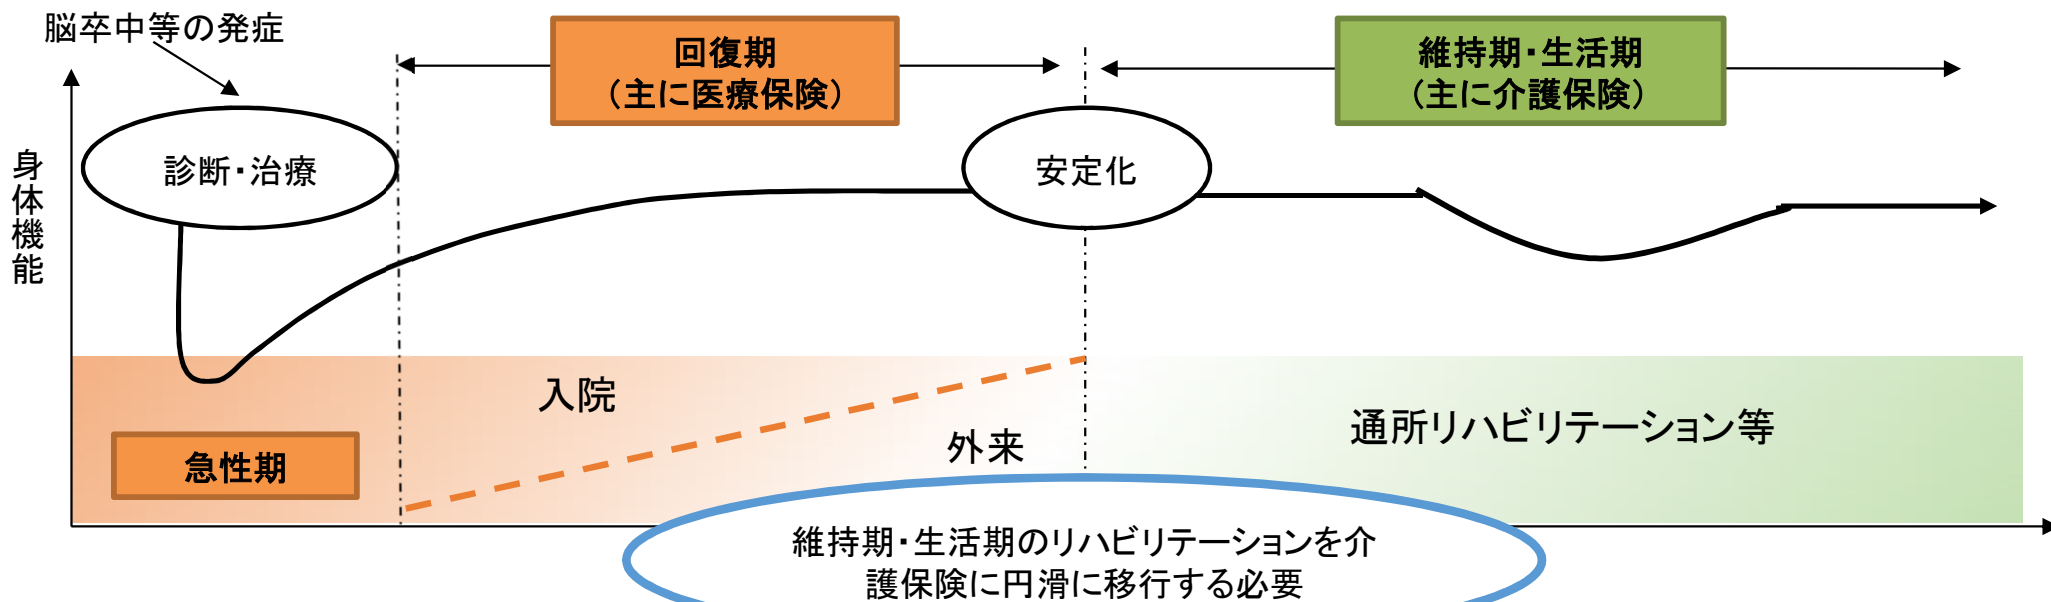 脳卒中等の発症
回復期
(主に医療保険)
維持期・生活期
(主に介護保険)
診断・治療
安定化
身体機能
入院
外来
通所リハビリテーション等
急性期
維持期・生活期のリハビリテーションを介
護保険に円滑に移行する必要